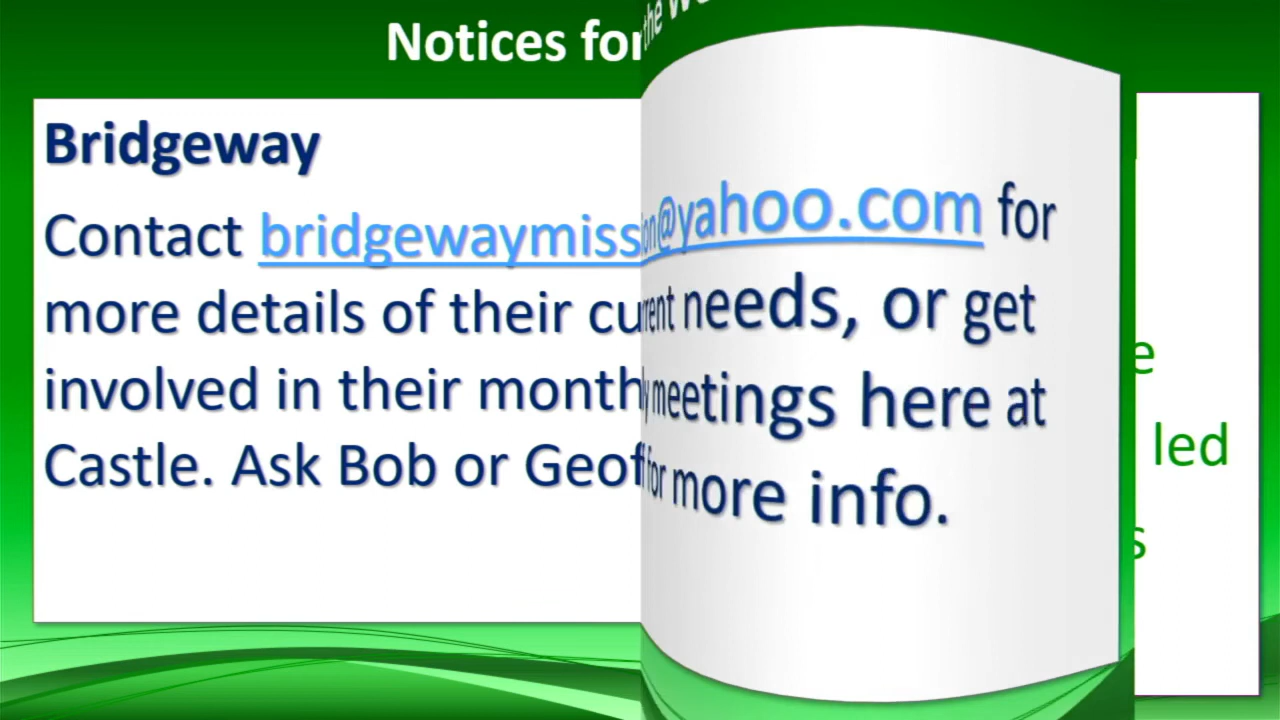 Notices for the
Bridgeway
Contact bridgewaymission@yahoo.com for
more details of their current needs, or get
involved in their monthly meetings here at
Castle. Ask Bob or Geoff for more info.
led